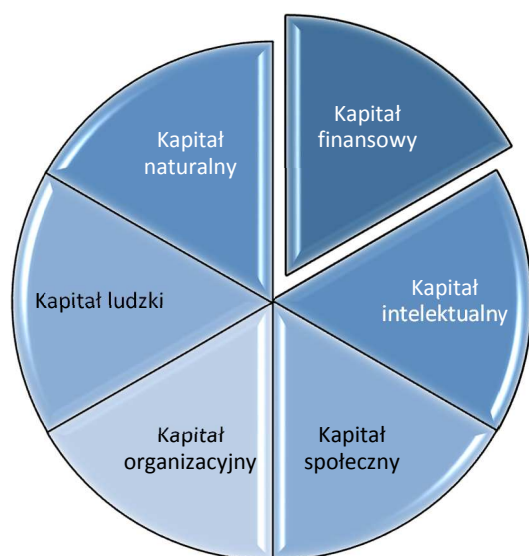 Kapitał
finansowy
Kapitał
naturalny
Kapitał
intelektualny
Kapitał ludzki
Kapitał
społeczny
Kapitał
organizacyjny